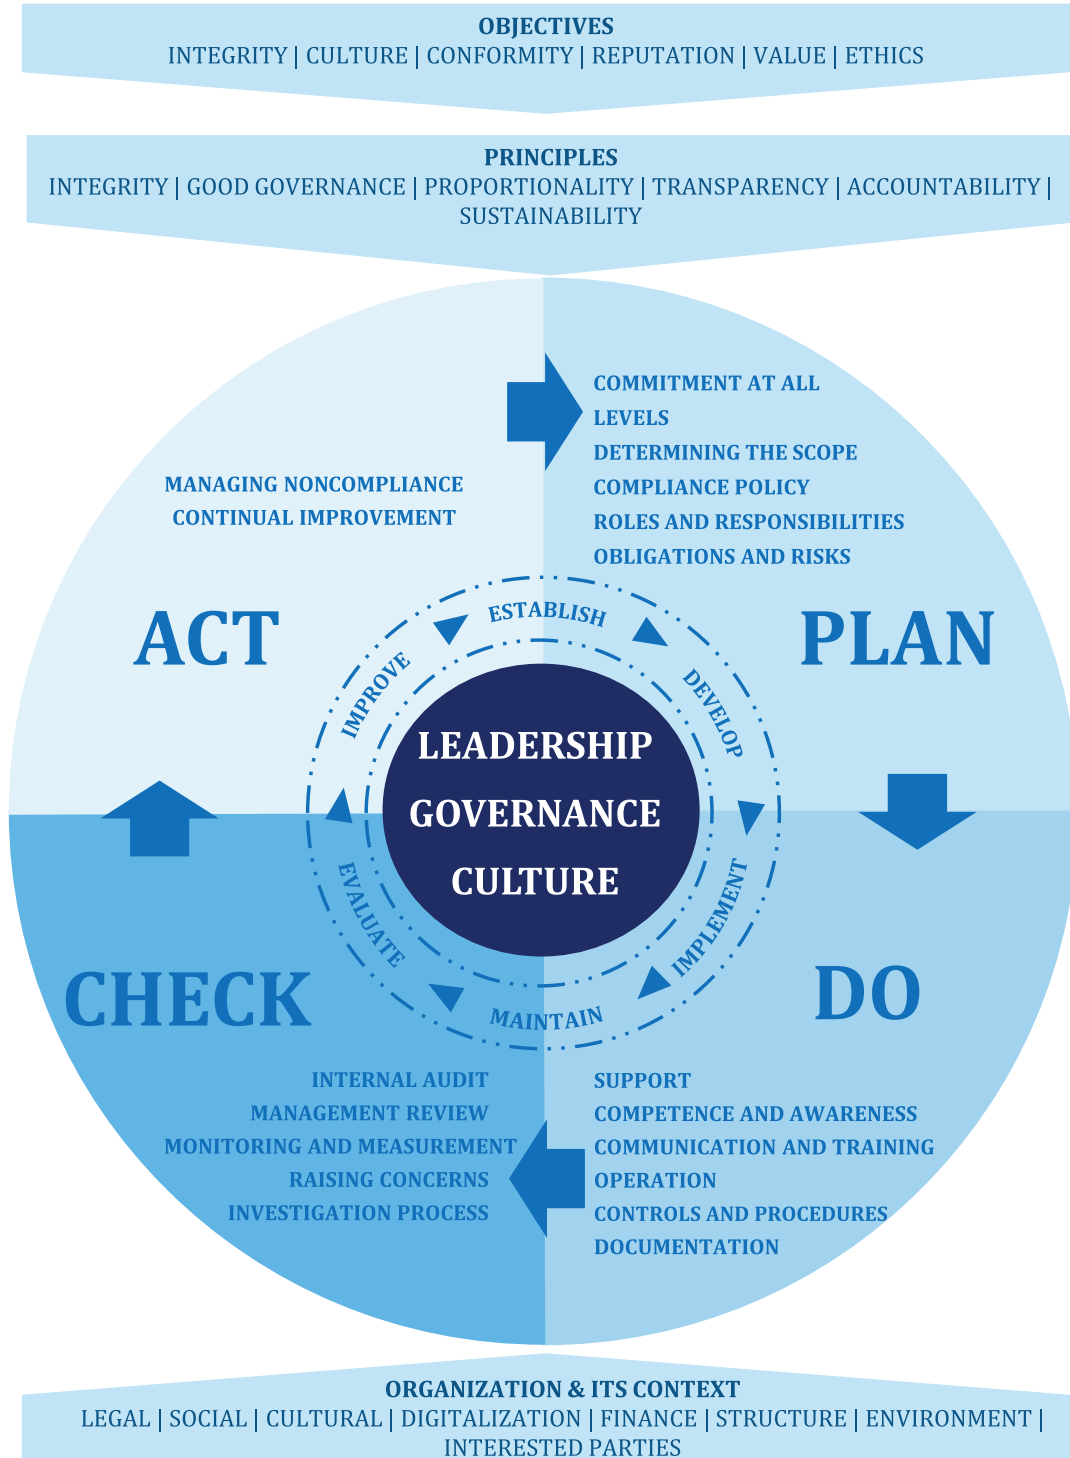 OBJECTIVES
INTEGRITY | CULTURE | CONFORMITY | REPUTATION | VALUE | ETHICS
PRINCIPLES
INTEGRITY | GOOD GOVERNANCE | PROPORTIONALITY | TRANSPARENCY | ACCOUNTABILITY |
SUSTAINABILITY
COMMITMENT AT ALL
LEVELS
DETERMINING THE SCOPE
COMPLIANCE POLICY
ROLES AND RESPONSIBILITIES
OBLIGATIONS AND RISKS
MANAGING NONCOMPLIANCE
CONTINUAL IMPROVEMENT
ACT
PLAN
ESTABLISH
DEVELOP
IMPLEMENT
MAINTAIN
EVALUATE
IMPROVE
LEADERSHIP
GOVERNANCE
CULTURE
CHECK
DO
INTERNAL AUDIT
MANAGEMENT REVIEW
MONITORING AND MEASUREMENT
RAISING CONCERNS
INVESTIGATION PROCESS
SUPPORT
COMPETENCE AND AWARENESS
COMMUNICATION AND TRAINING
OPERATION
CONTROLS AND PROCEDURES
DOCUMENTATION
ORGANIZATION & ITS CONTEXT
LEGAL | SOCIAL | CULTURAL | DIGITALIZATION | FINANCE | STRUCTURE | ENVIRONMENT |
INTERESTED PARTIES